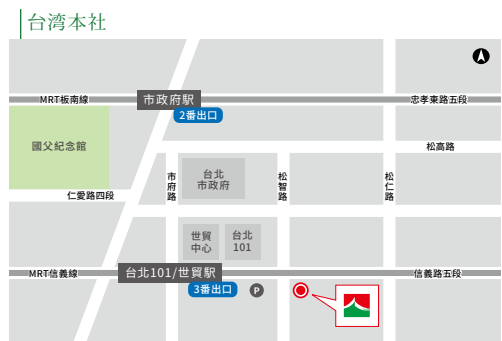 台湾本社
MRT板南線
市政府駅
忠孝東路五段
2番出口
國父紀念館
松高路
台北
市政府
市府路
松智路
松仁路
仁愛路四段
世貿
中心
台北
101
MRT信義線
台北101/世貿駅
信義路五段
3番出口
P